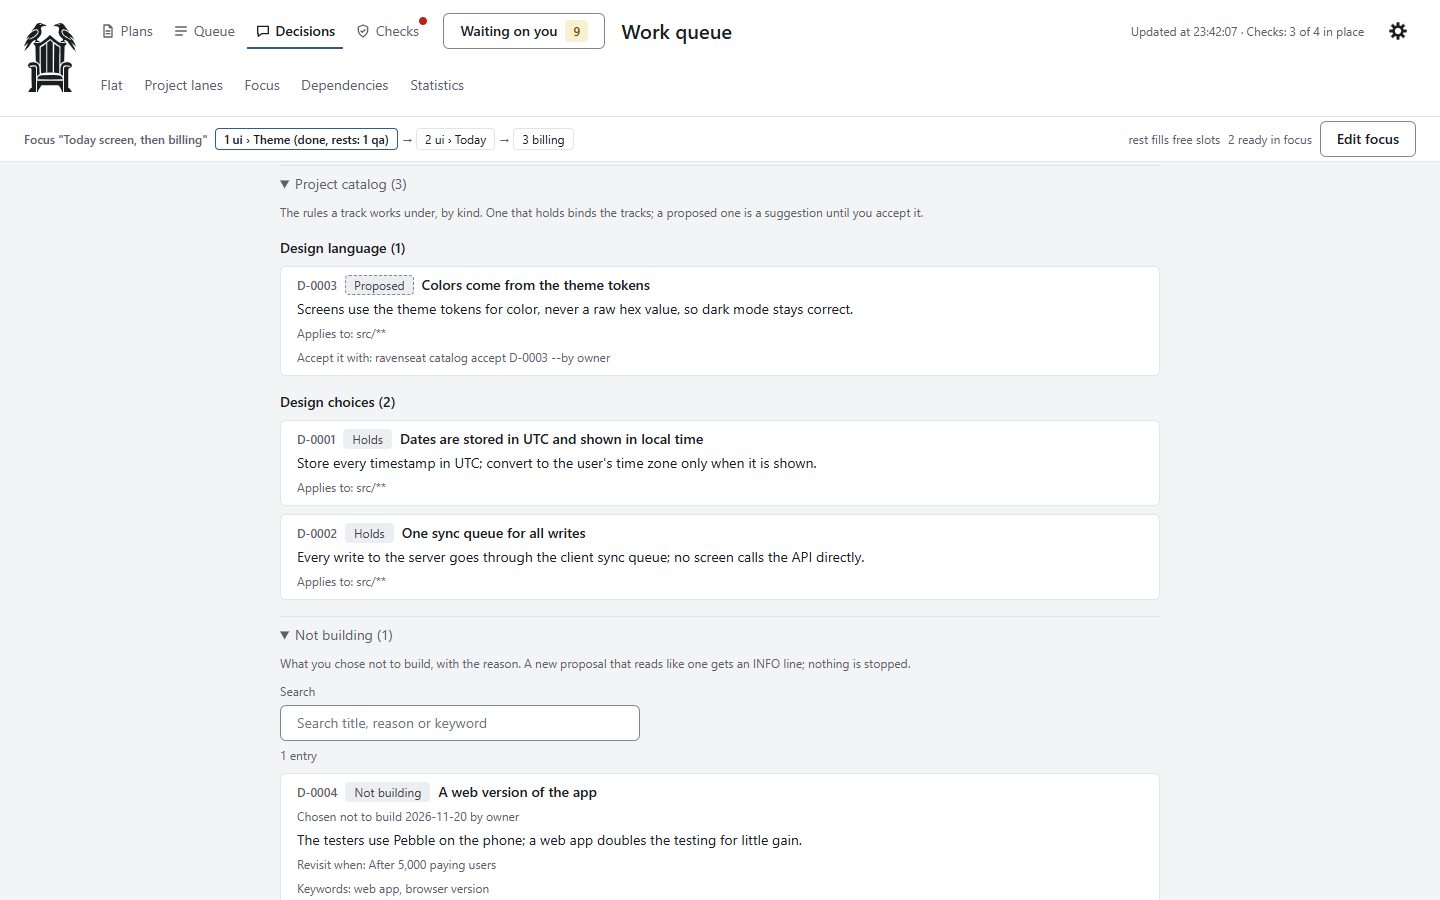 Plans
Queue
Decisions
Checks
Waiting on you 9
Work queue
Updated at 23:42:07 · Checks: 3 of 4 in place
Flat
Project lanes
Focus
Dependencies
Statistics
Focus "Today screen, then billing" 1 ui › Theme (done, rests: 1 qa) → 2 ui › Today → 3 billing
rest fills free slots 2 ready in focus Edit focus
▼ Project catalog (3)
The rules a track works under, by kind. One that holds binds the tracks; a proposed one is a suggestion until you accept it.
Design language (1)
D-0003 Proposed Colors come from the theme tokens
Screens use the theme tokens for color, never a raw hex value, so dark mode stays correct.
Applies to: src/**
Accept it with: ravenseat catalog accept D-0003 --by owner
Design choices (2)
D-0001 Holds Dates are stored in UTC and shown in local time
Store every timestamp in UTC; convert to the user's time zone only when it is shown.
Applies to: src/**
D-0002 Holds One sync queue for all writes
Every write to the server goes through the client sync queue; no screen calls the API directly.
Applies to: src/**
▼ Not building (1)
What you chose not to build, with the reason. A new proposal that reads like one gets an INFO line; nothing is stopped.
Search
Search title, reason or keyword
1 entry
D-0004 Not building A web version of the app
Chosen not to build 2026-11-20 by owner
The testers use Pebble on the phone; a web app doubles the testing for little gain.
Revisit when: After 5,000 paying users
Keywords: web app, browser version